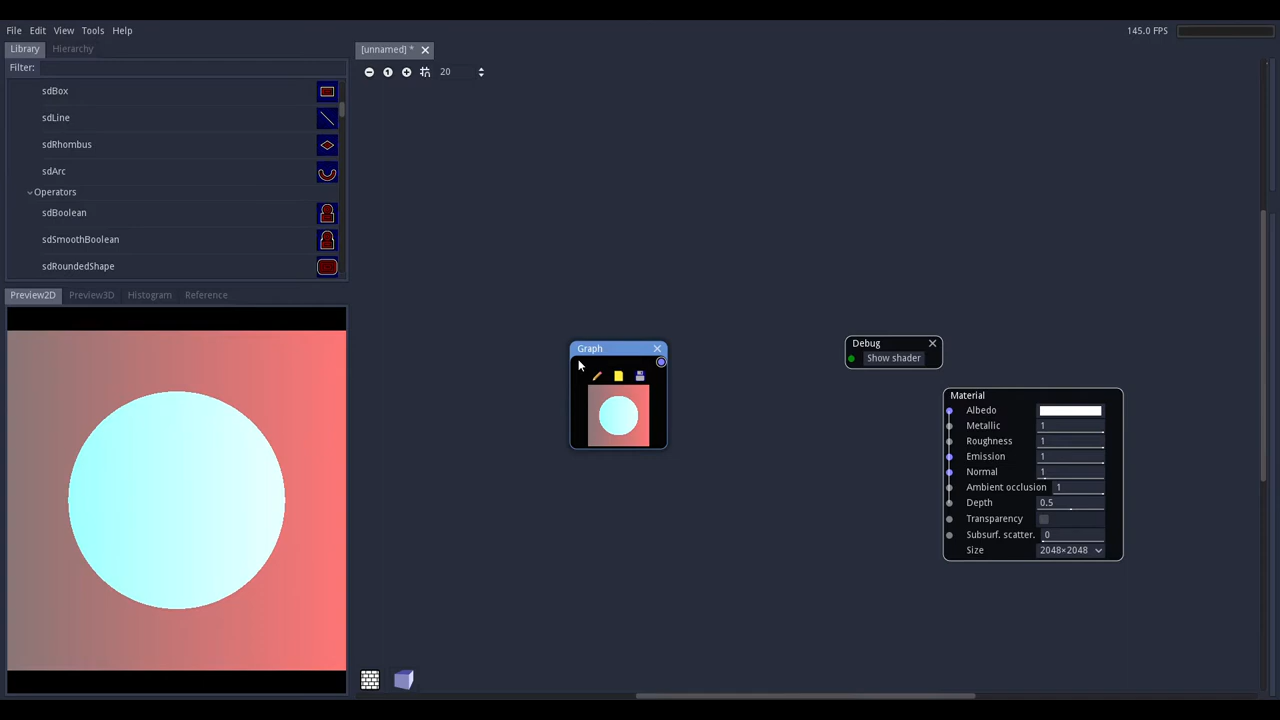 File Edit View Tools Help
145.0 FPS
Library Hierarchy
[unnamed] *
Filter:
20
sdBox
sdLine
sdRhombus
sdArc
Operators
sdBoolean
sdSmoothBoolean
sdRoundedShape
Preview2D Preview3D Histogram Reference
Graph
Debug
Show shader
Material
Albedo
Metallic 1
Roughness 1
Emission 1
Normal 1
Ambient occlusion 1
Depth 0.5
Transparency
Subsurf. scatter. 0
Size 2048×2048